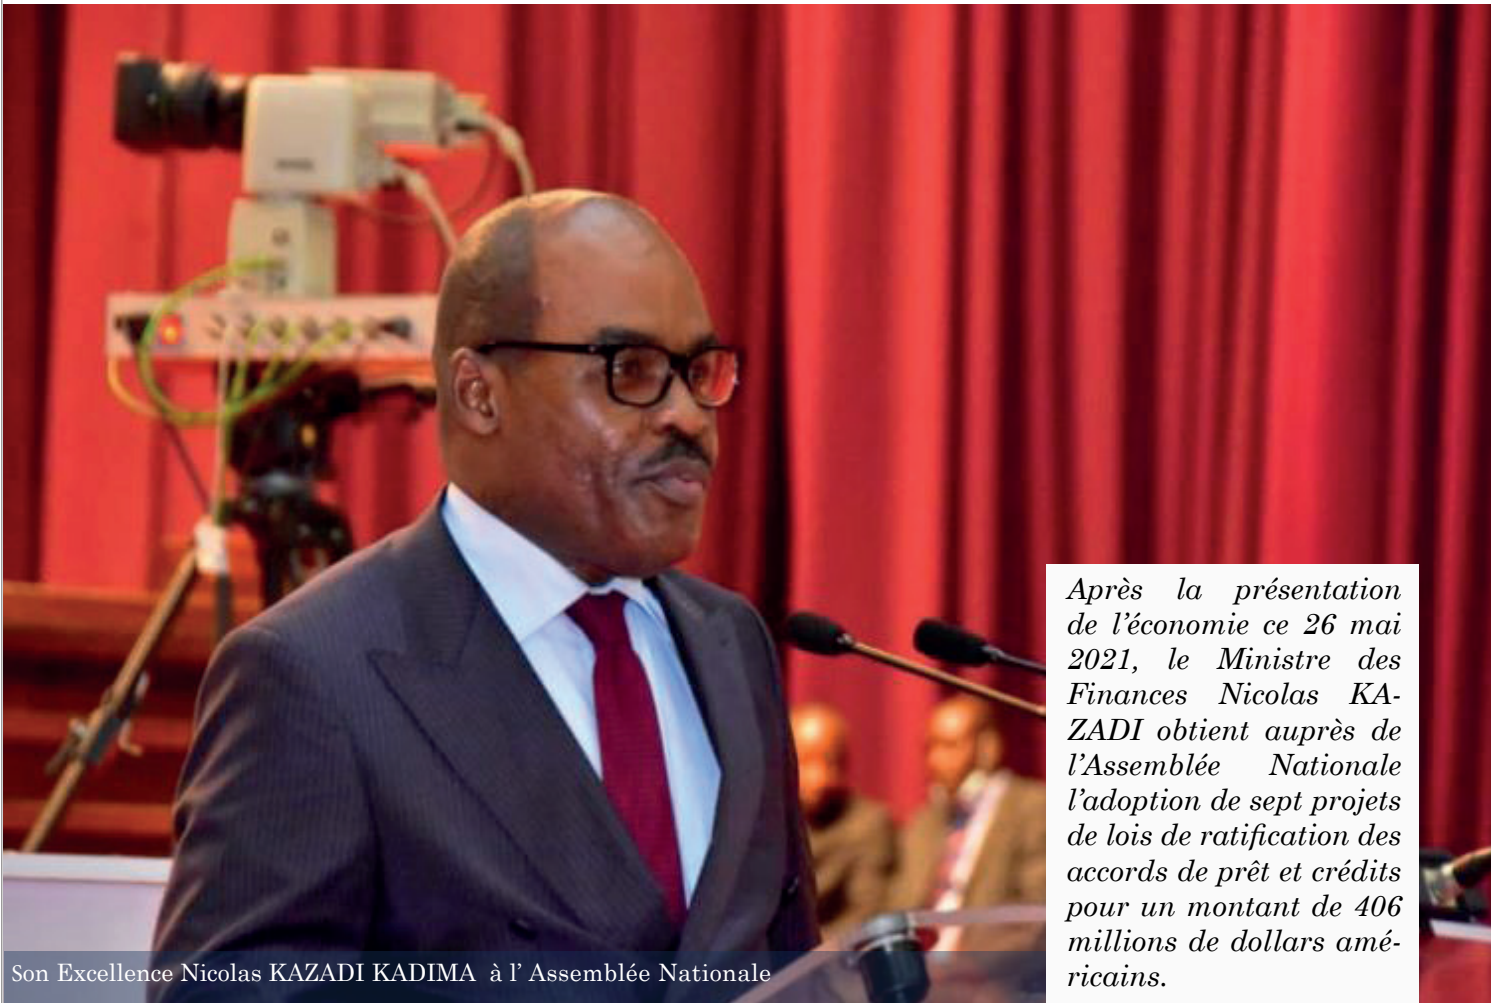 Après la présentation
de l'économie ce 26 mai
2021, le Ministre des
Finances Nicolas KA-
ZADI obtient auprès de
l'Assemblée Nationale
l'adoption de sept projets
de lois de ratification des
accords de prêt et crédits
pour un montant de 406
millions de dollars amé-
ricains.
Son Excellence Nicolas KAZADI KADIMA à l' Assemblée Nationale